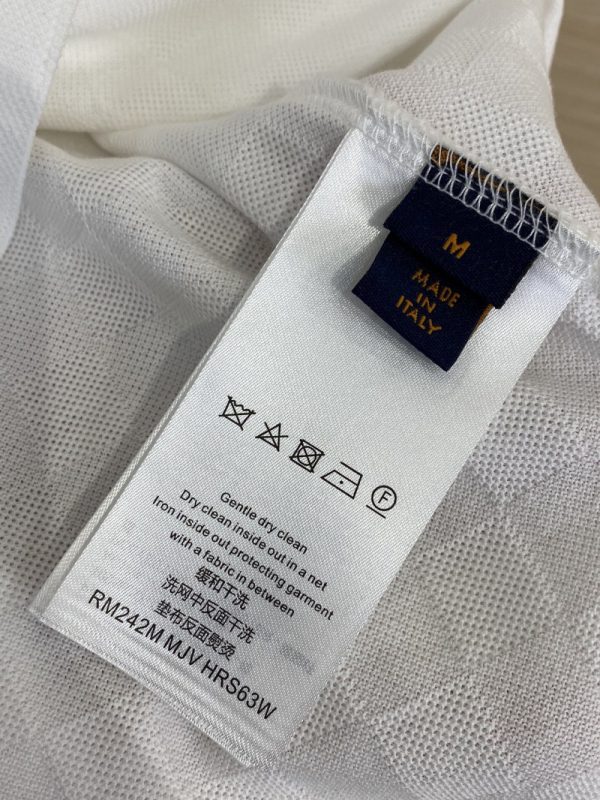 M
MADE
IN
ITALY
F
Gentle dry clean
Dry clean inside out in a net
Iron inside out protecting garment
with a fabric in between
缓和干洗
洗网中反面干洗
垫布反面熨烫
RM242M MJV HRS63W